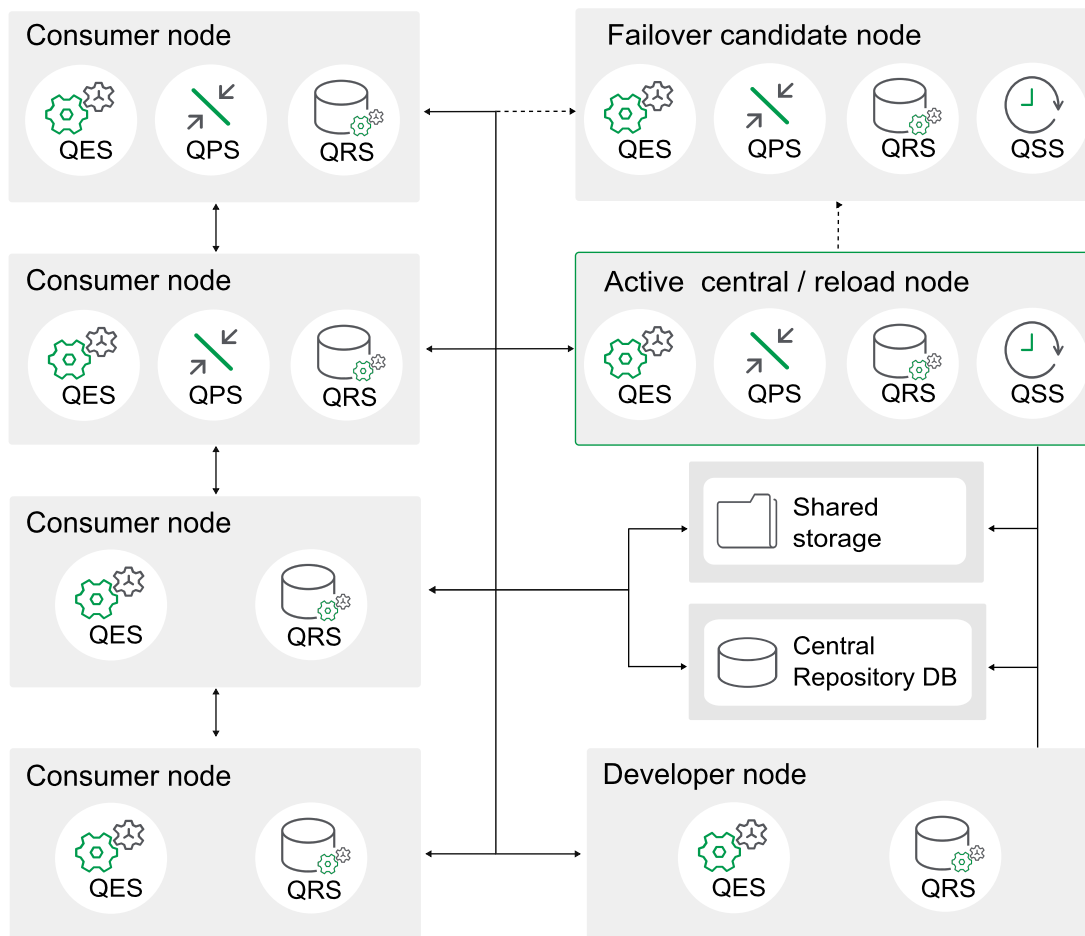 Consumer node
QES
QPS
QRS
Failover candidate node
QES
QPS
QRS
QSS
Consumer node
QES
QPS
QRS
Active central / reload node
QES
QPS
QRS
QSS
Consumer node
QES
QRS
Shared
storage
Central
Repository DB
Consumer node
QES
QRS
Developer node
QES
QRS